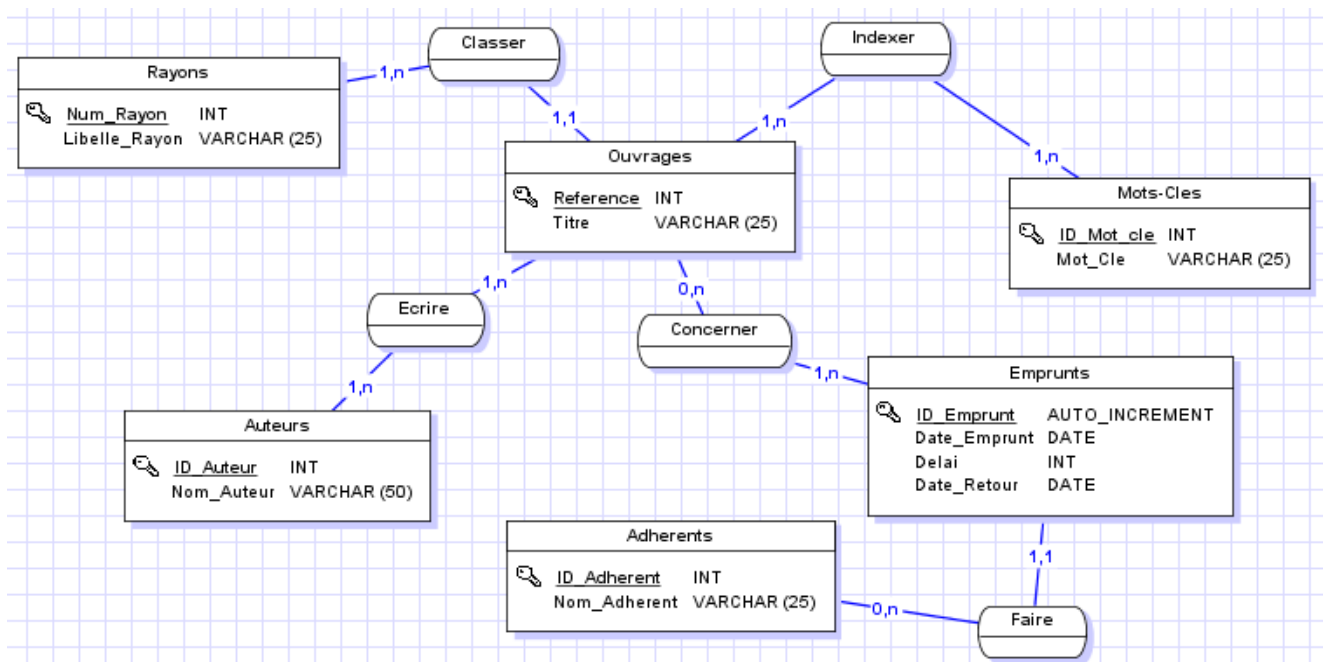 Classer
Indexer
Rayons
Num_Rayon INT
Libelle_Rayon VARCHAR (25)
1,n
1,1
1,n
1,n
Ouvrages
Reference INT
Titre VARCHAR (25)
Mots-Cles
ID_Mot_cle INT
Mot_Cle VARCHAR (25)
1,n
0,n
Ecrire
Concerner
1,n
1,n
Emprunts
ID_Emprunt AUTO_INCREMENT
Date_Emprunt DATE
Delai INT
Date_Retour DATE
Auteurs
ID_Auteur INT
Nom_Auteur VARCHAR (50)
Adherents
ID_Adherent INT
Nom_Adherent VARCHAR (25)
1,1
0,n
Faire